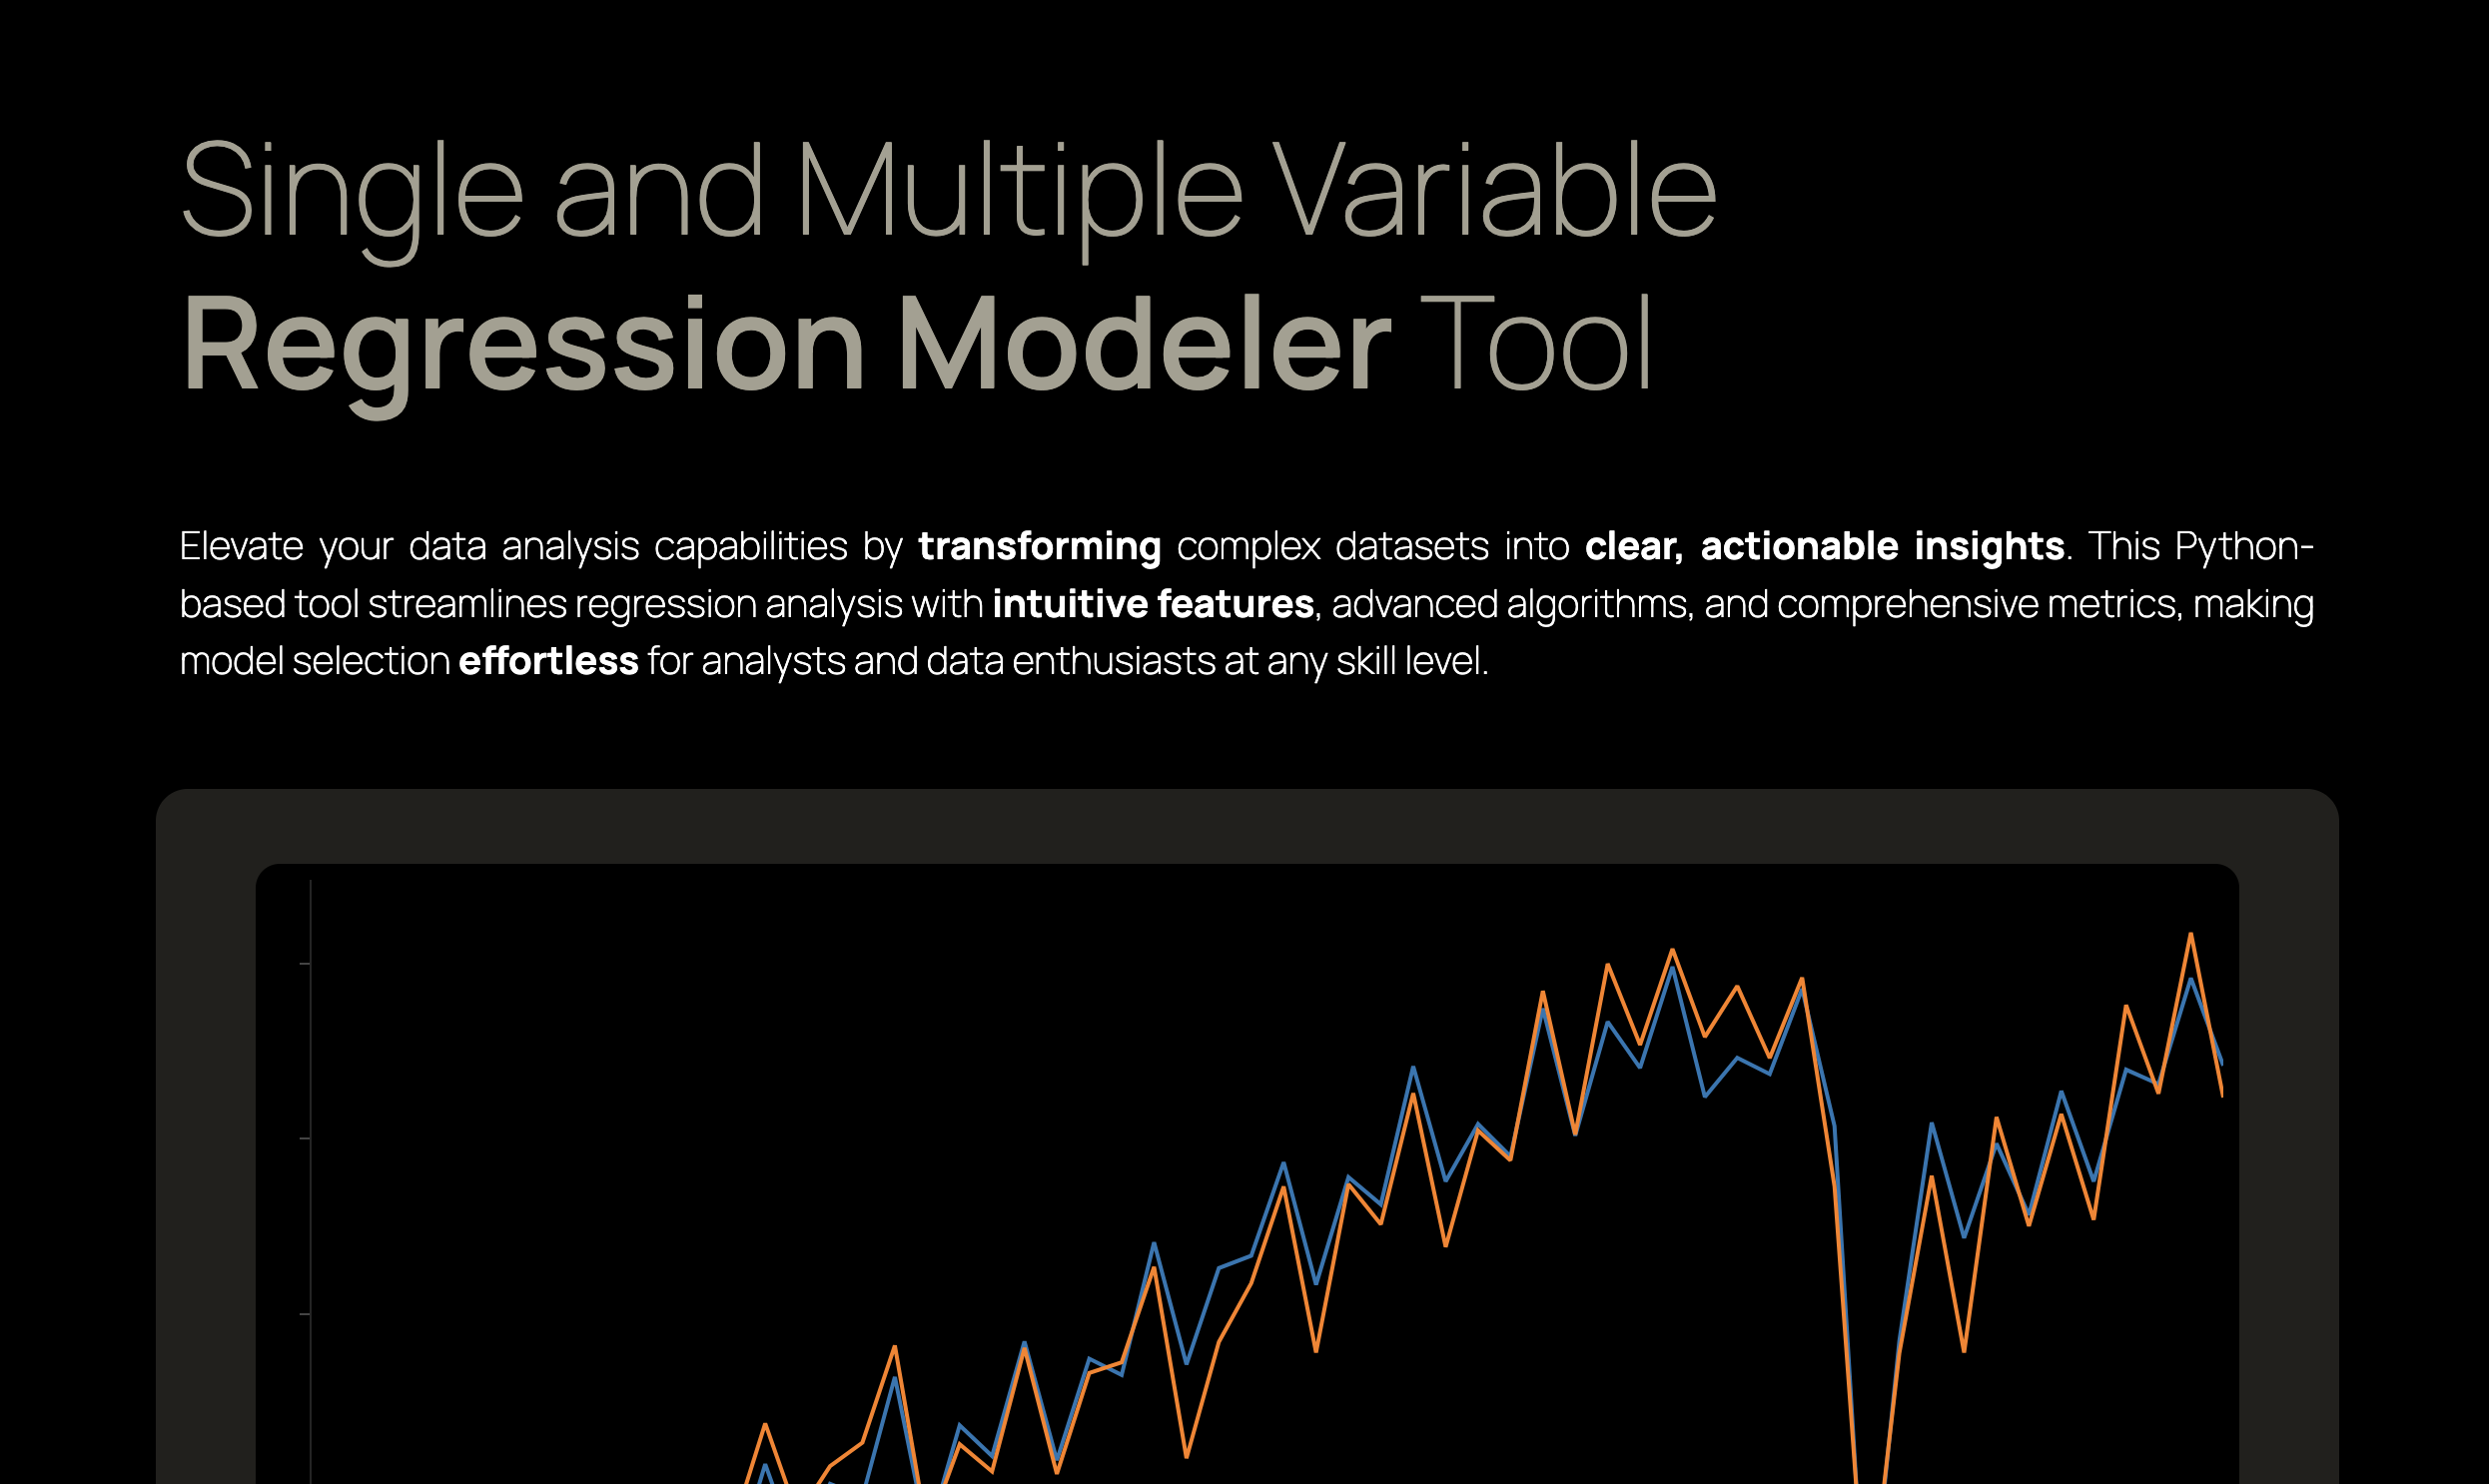 Single and Multiple Variable
Regression Modeler Tool
Elevate your data analysis capabilities by transforming complex datasets into clear, actionable insights. This Python-
based tool streamlines regression analysis with intuitive features, advanced algorithms, and comprehensive metrics, making
model selection effortless for analysts and data enthusiasts at any skill level.